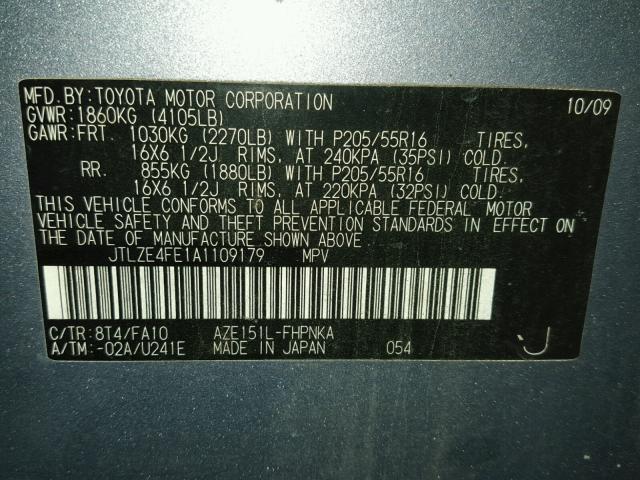 MFD.BY:TOYOTA MOTOR CORPORATION 10/09
GVWR:1860KG (4105LB)
GAWR:FRT 1030KG (2270LB) WITH P205/55R16 TIRES,
16X6 1/2J RIMS, AT 240KPA (35PSI) COLD.
RR 855KG (1880LB) WITH P205/55R16 TIRES,
16X6 1/2J RIMS, AT 220KPA (32PSI) COLD.
THIS VEHICLE CONFORMS TO ALL APPLICABLE FEDERAL MOTOR
VEHICLE SAFETY AND THEFT PREVENTION STANDARDS IN EFFECT ON
THE DATE OF MANUFACTURE SHOWN ABOVE.
JTLZE4FE1A1109179 MPV
C/TR:8T4/FA10 AZE151L-FHPNKA
A/TM:-02A/U241E MADE IN JAPAN 054 J